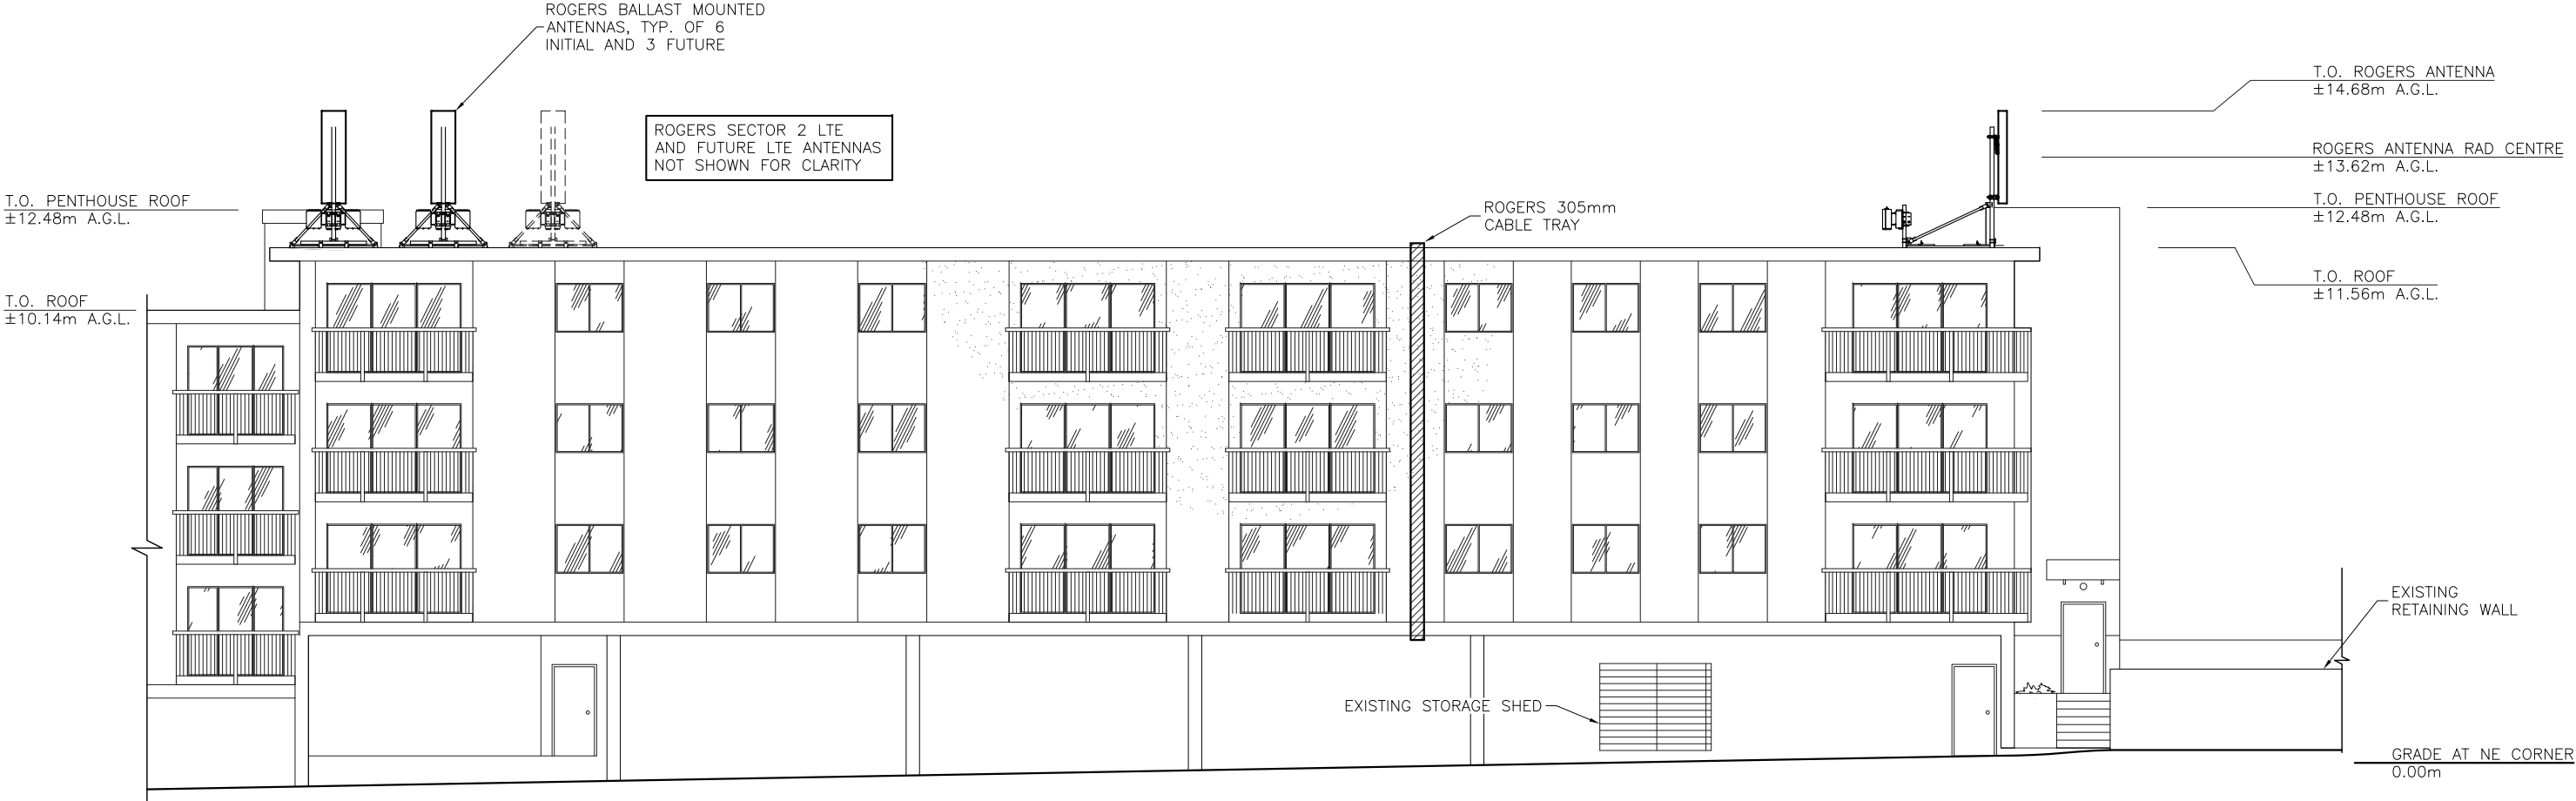 ROGERS BALLAST MOUNTED
ANTENNAS, TYP. OF 6
INITIAL AND 3 FUTURE
ROGERS SECTOR 2 LTE
AND FUTURE LTE ANTENNAS
NOT SHOWN FOR CLARITY
T.O. PENTHOUSE ROOF
±12.48m A.G.L.
T.O. ROOF
±10.14m A.G.L.
ROGERS 305mm
CABLE TRAY
T.O. ROGERS ANTENNA
±14.68m A.G.L.
ROGERS ANTENNA RAD CENTRE
±13.62m A.G.L.
T.O. PENTHOUSE ROOF
±12.48m A.G.L.
T.O. ROOF
±11.56m A.G.L.
EXISTING
RETAINING WALL
EXISTING STORAGE SHED
GRADE AT NE CORNER
0.00m